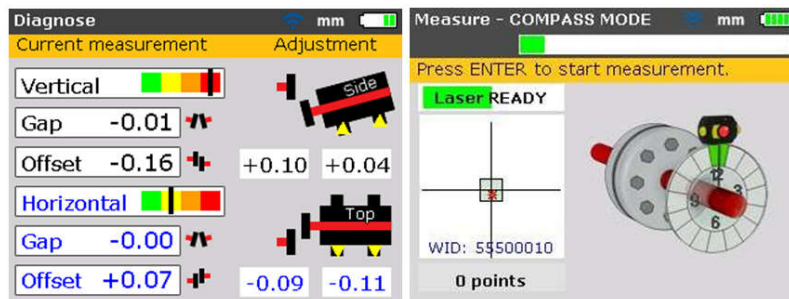 Diagnose mm
Current measurement Adjustment
Vertical Side
Gap -0.01
Offset -0.16 +0.10 +0.04
Horizontal Top
Gap -0.00
Offset +0.07 -0.09 -0.11
Measure - COMPASS MODE mm
Press ENTER to start measurement.
Laser READY
12
3
9
6
WID: 55500010
0 points